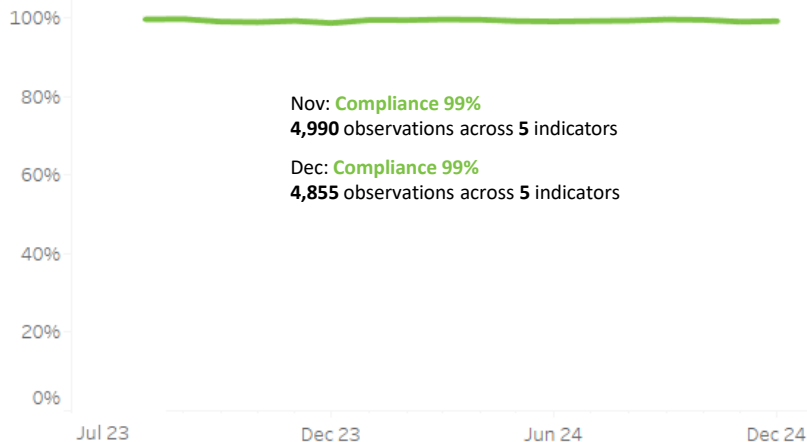 100%
80%
60%
40%
20%
0%
Nov: Compliance 99%
4,990 observations across 5 indicators
Dec: Compliance 99%
4,855 observations across 5 indicators
Jul 23 Dec 23 Jun 24 Dec 24